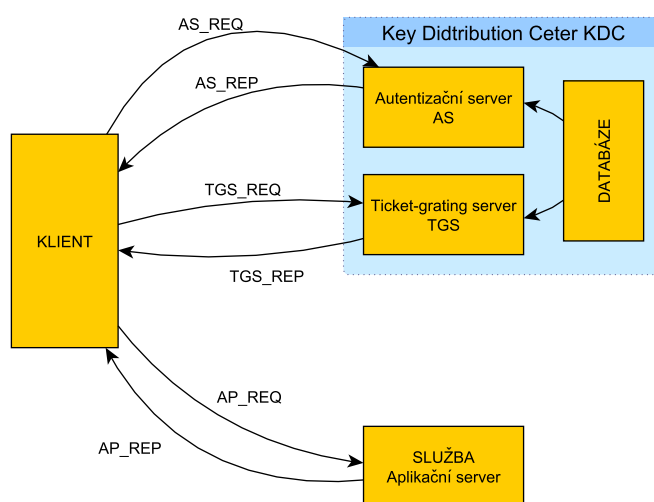 AS_REQ
Key Didtribution Ceter KDC
AS_REP
Autentizační server
AS
DATABÁZE
TGS_REQ
Ticket-grating server
TGS
KLIENT
TGS_REP
AP_REQ
AP_REP
SLUŽBA
Aplikační server